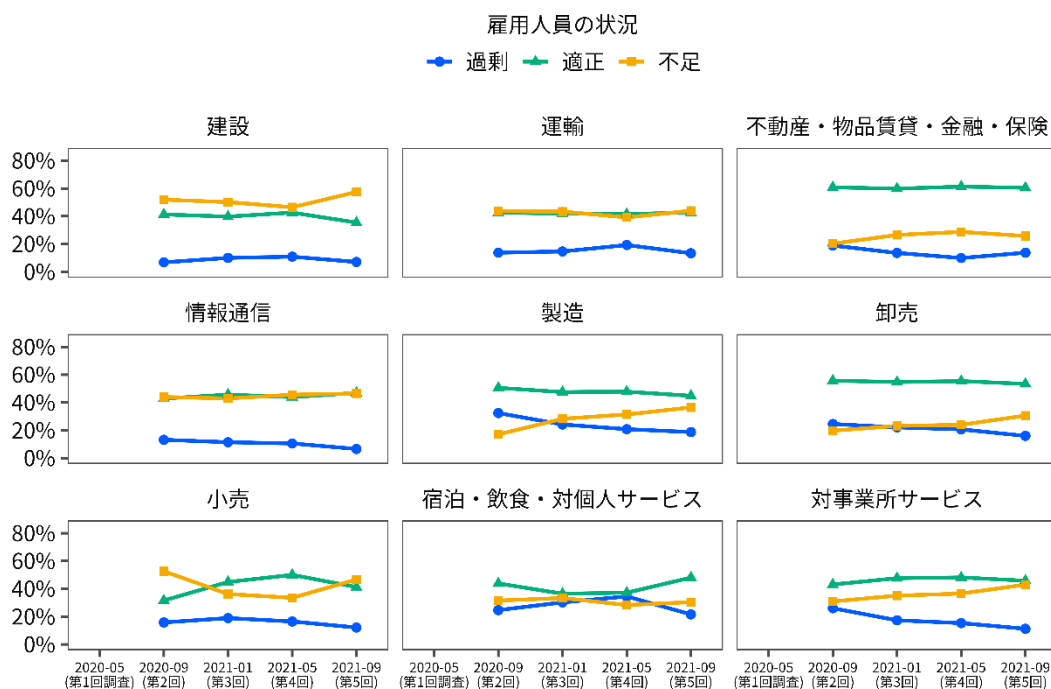 雇用人員の状況
過剰 適正 不足
建設 運輸 不動産・物品賃貸・金融・保険
80%
60%
40%
20%
0%
情報通信 製造 卸売
80%
60%
40%
20%
0%
小売 宿泊・飲食・対個人サービス 対事業所サービス
80%
60%
40%
20%
0%
2020-05 2020-09 2021-01 2021-05 2021-09 2020-05 2020-09 2021-01 2021-05 2021-09 2020-05 2020-09 2021-01 2021-05 2021-09
(第1回調査) (第2回) (第3回) (第4回) (第5回) (第1回調査) (第2回) (第3回) (第4回) (第5回) (第1回調査) (第2回) (第3回) (第4回) (第5回)